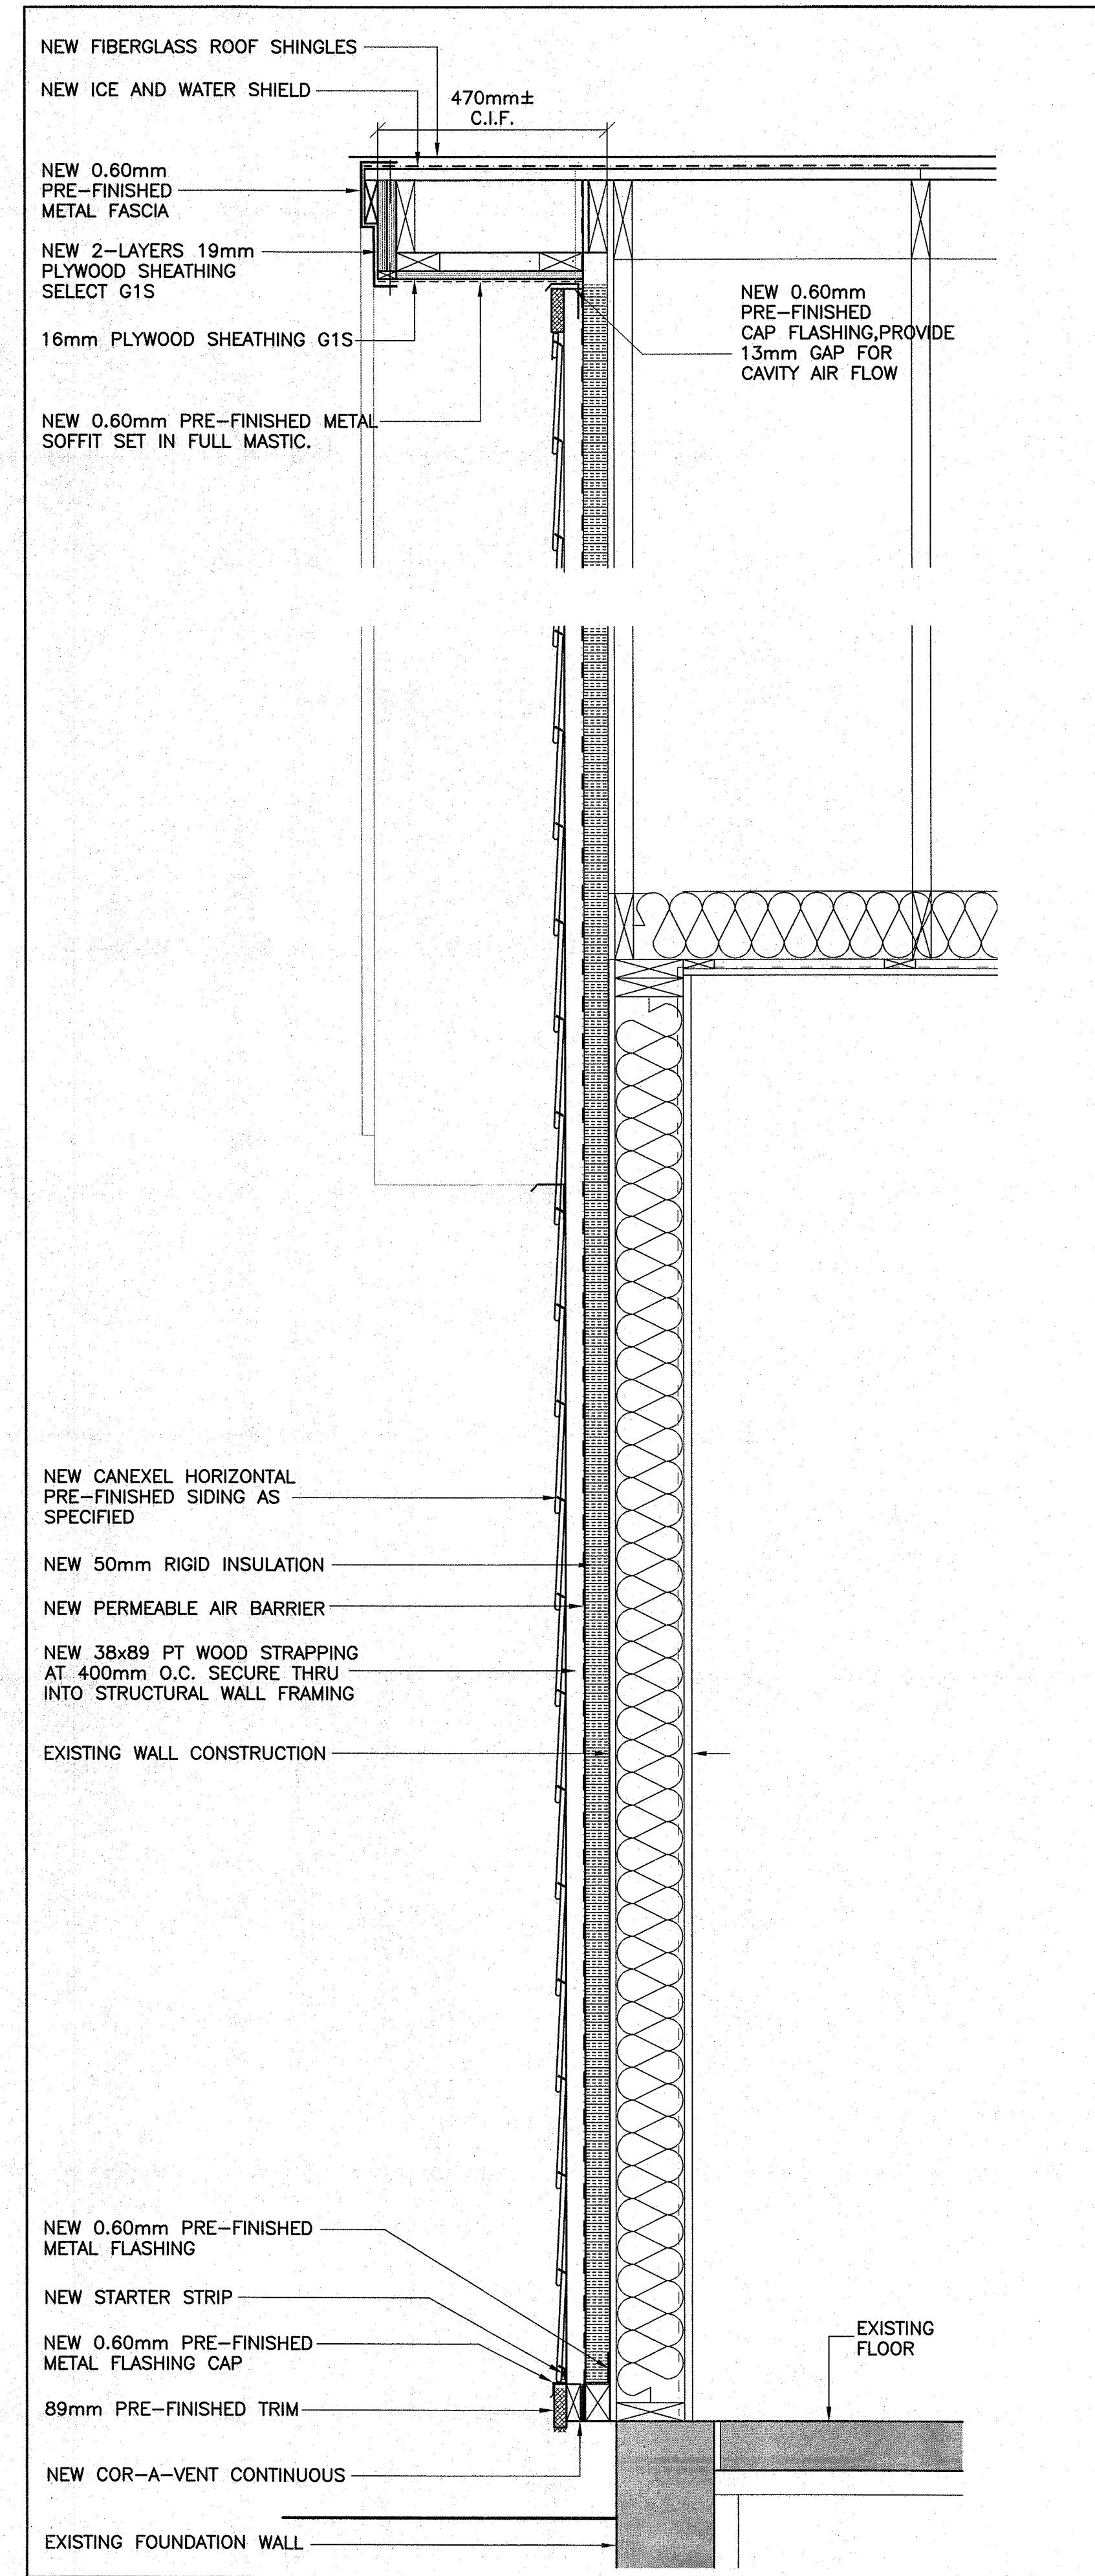 NEW FIBERGLASS ROOF SHINGLES
NEW ICE AND WATER SHIELD
470mm±
C.I.F.
NEW 0.60mm
PRE-FINISHED
METAL FASCIA
NEW 2-LAYERS 19mm
PLYWOOD SHEATHING
SELECT G1S
16mm PLYWOOD SHEATHING G1S
NEW 0.60mm
PRE-FINISHED
CAP FLASHING,PROVIDE
13mm GAP FOR
CAVITY AIR FLOW
NEW 0.60mm PRE-FINISHED METAL
SOFFIT SET IN FULL MASTIC.
NEW CANEXEL HORIZONTAL
PRE-FINISHED SIDING AS
SPECIFIED
NEW 50mm RIGID INSULATION
NEW PERMEABLE AIR BARRIER
NEW 38x89 PT WOOD STRAPPING
AT 400mm O.C. SECURE THRU
INTO STRUCTURAL WALL FRAMING
EXISTING WALL CONSTRUCTION
NEW 0.60mm PRE-FINISHED
METAL FLASHING
NEW STARTER STRIP
NEW 0.60mm PRE-FINISHED
METAL FLASHING CAP
EXISTING
FLOOR
89mm PRE-FINISHED TRIM
NEW COR-A-VENT CONTINUOUS
EXISTING FOUNDATION WALL